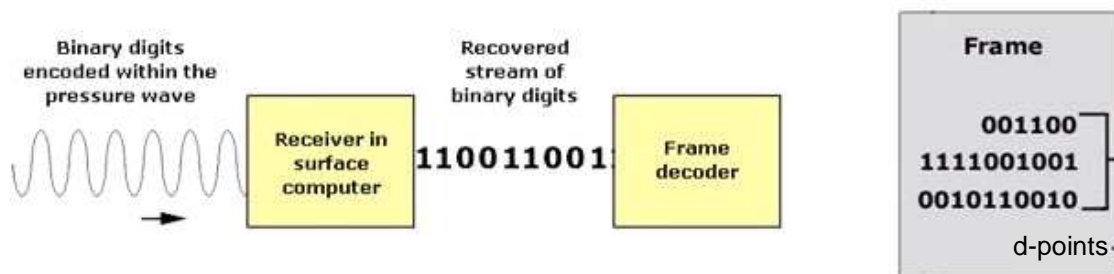 Binary digits
encoded within the
pressure wave
Receiver in
surface
computer
Recovered
stream of
binary digits
110011001
Frame
decoder
Frame
001100
1111001001
0010110010
d-points